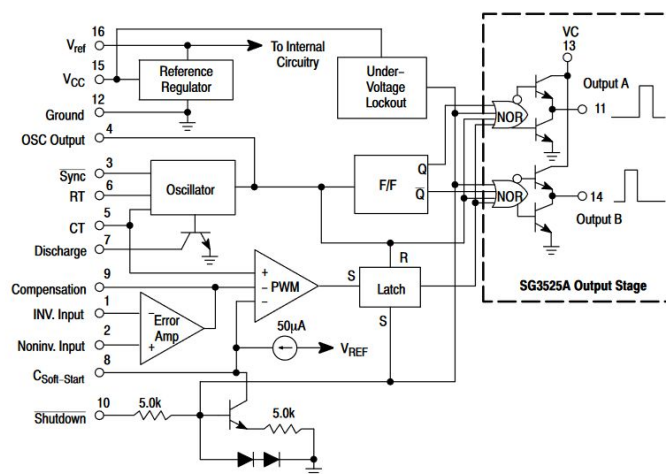 16
Vref
15
VCC
12
Ground
4
OSC Output
3
Sync
6
RT
5
CT
7
Discharge
9
Compensation
1
INV. Input
2
Noninv. Input
8
CSoft-Start
10
Shutdown
To Internal
Circuitry
Reference
Regulator
Under-
Voltage
Lockout
Oscillator
F/F
Q
Q
+
−
−
PWM
S
R
Latch
S
−
Error
Amp
+
50µA
VREF
5.0k
5.0k
VC
13
Output A
NOR
11
NOR
14
Output B
SG3525A Output Stage